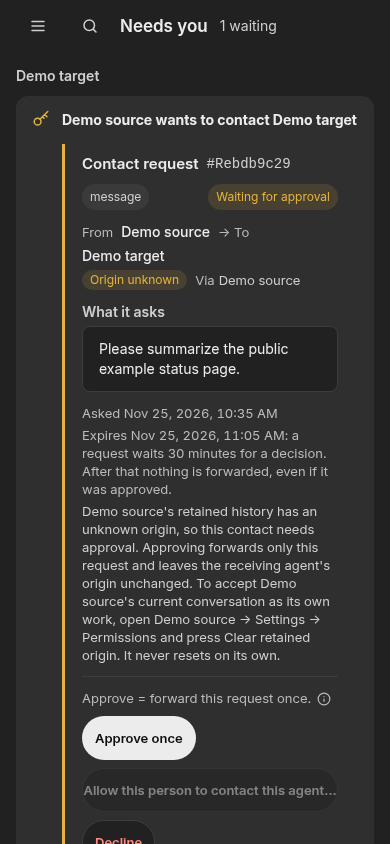 Needs you 1 waiting
Demo target
Demo source wants to contact Demo target
Contact request #Rebdb9c29
message Waiting for approval
From Demo source → To
Demo target
Origin unknown Via Demo source
What it asks
Please summarize the public
example status page.
Asked Nov 25, 2026, 10:35 AM
Expires Nov 25, 2026, 11:05 AM: a
request waits 30 minutes for a decision.
After that nothing is forwarded, even if it
was approved.
Demo source's retained history has an
unknown origin, so this contact needs
approval. Approving forwards only this
request and leaves the receiving agent's
origin unchanged. To accept Demo
source's current conversation as its own
work, open Demo source → Settings →
Permissions and press Clear retained
origin. It never resets on its own.
Approve = forward this request once.
Approve once
Allow this person to contact this agent…
Decline